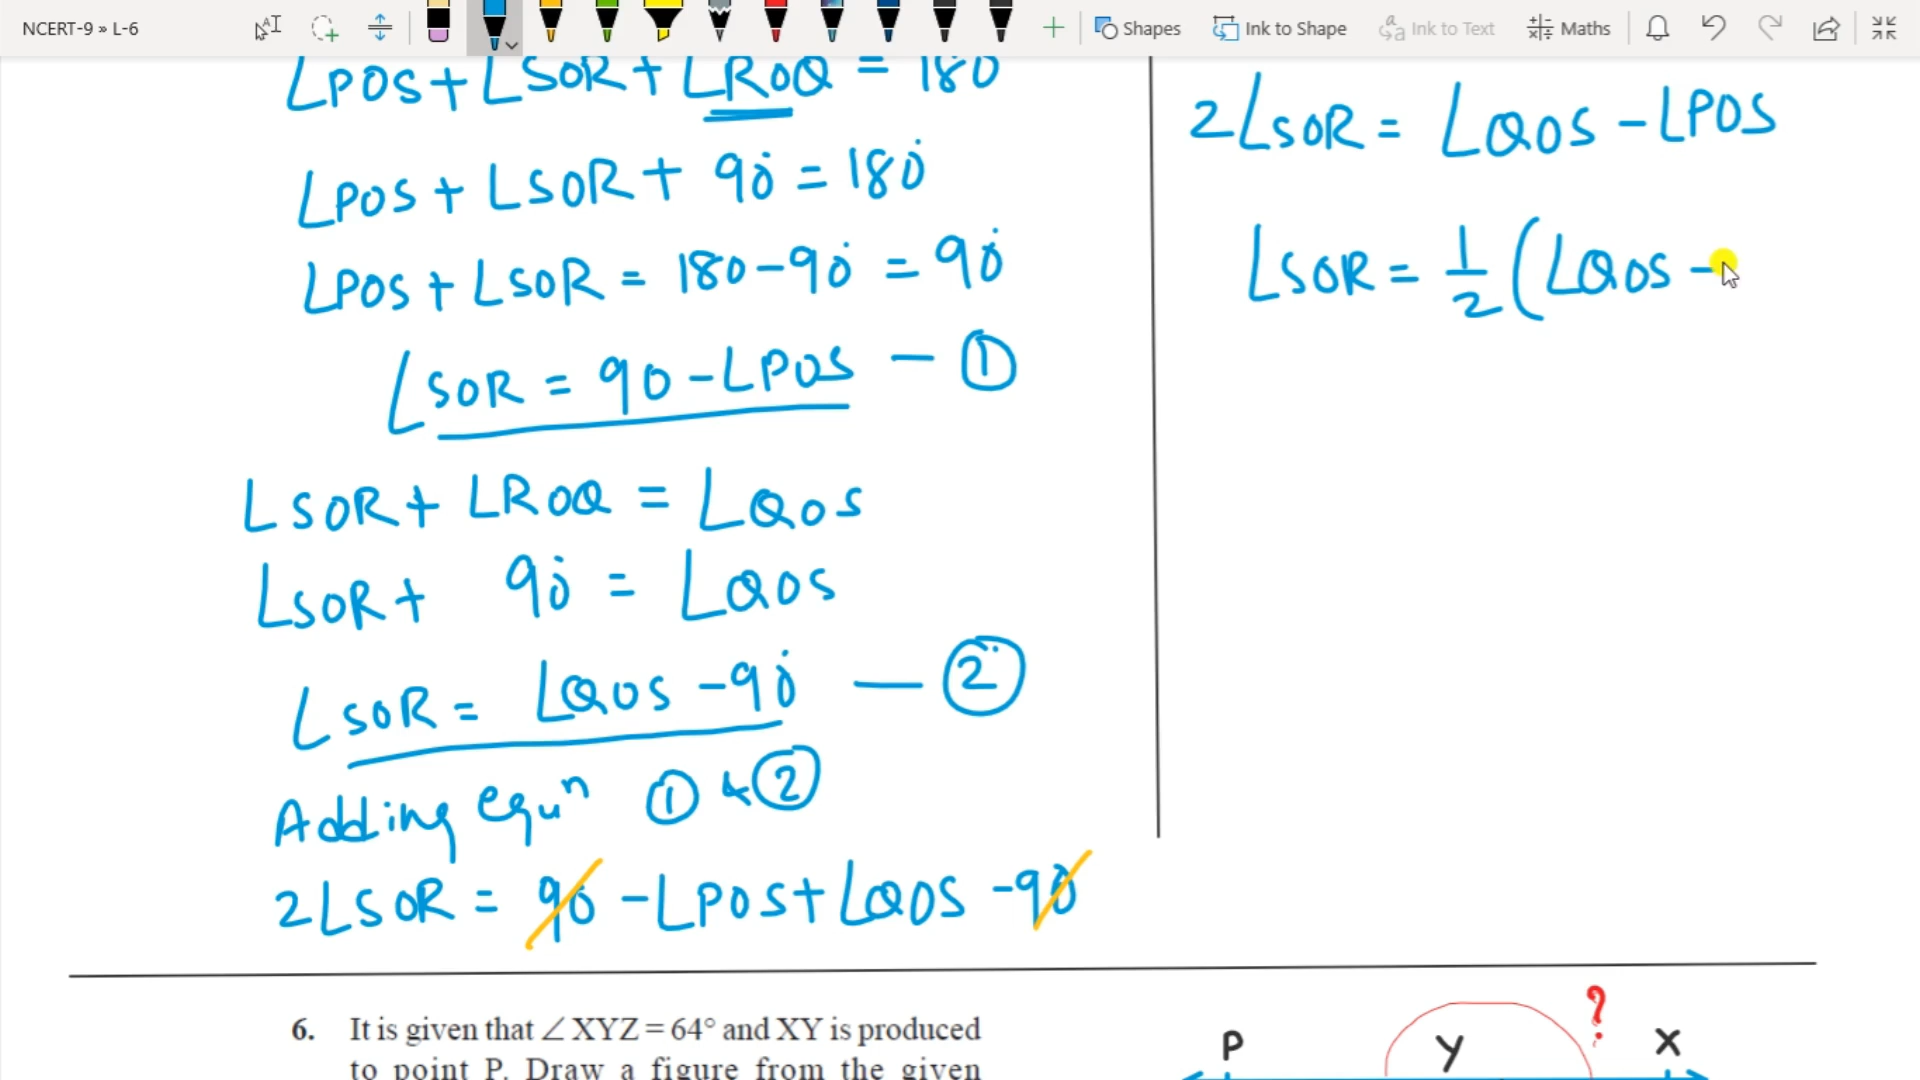 NCERT-9 » L-6
Shapes
Ink to Shape
Ink to Text
Maths
∠POS + ∠SOR + ∠ROQ = 180
∠POS + ∠SOR + 90° = 180°
∠POS + ∠SOR = 180 - 90° = 90°
∠SOR = 90 - ∠POS — ①
∠SOR + ∠ROQ = ∠QOS
∠SOR + 90° = ∠QOS
∠SOR = ∠QOS - 90° — ②
Adding equⁿ ① & ②
2∠SOR = 90 - ∠POS + ∠QOS - 90
2∠SOR = ∠QOS - ∠POS
∠SOR = 1/2 (∠QOS -
6. It is given that ∠XYZ = 64° and XY is produced
to point P. Draw a figure from the given
P Y ? X